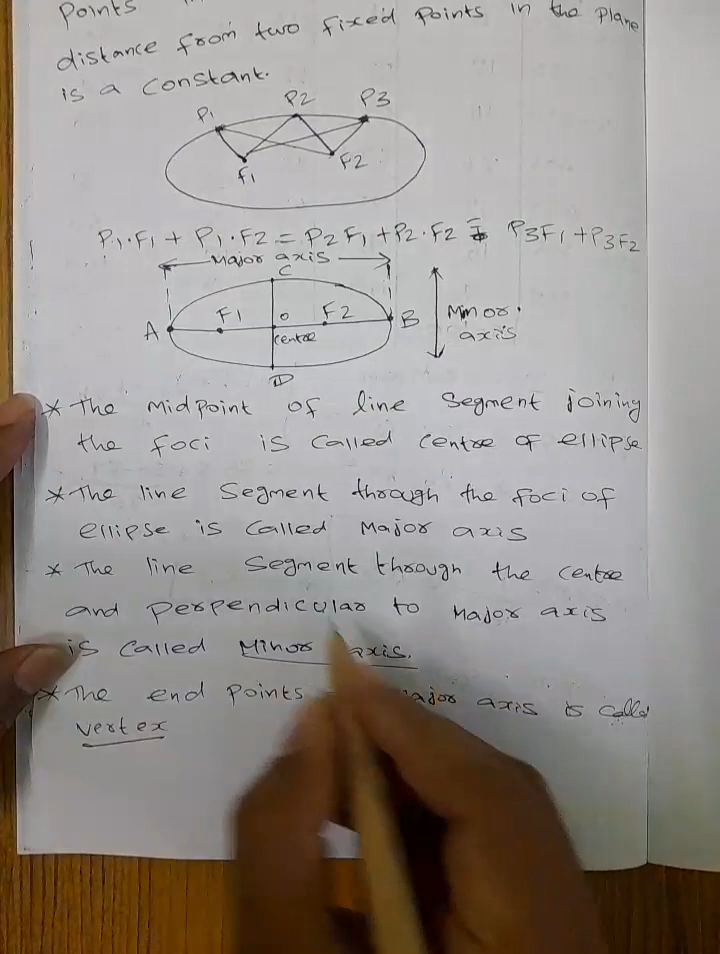 points
distance from two fixed points in the plane
is a constant.
P1 P2 P3
F1 F2
P1.F1 + P1.F2 = P2F1 + P2.F2 = P3F1 + P3F2
Major axis
C
A F1 O F2 B Minor
centre axis
D
* The midpoint of line segment joining
the foci is called centre of ellipse
* The line segment through the foci of
ellipse is called Major axis
* The line segment through the centre
and perpendicular to Major axis
is called Minor axis.
* The end points ajor axis is called
vertex